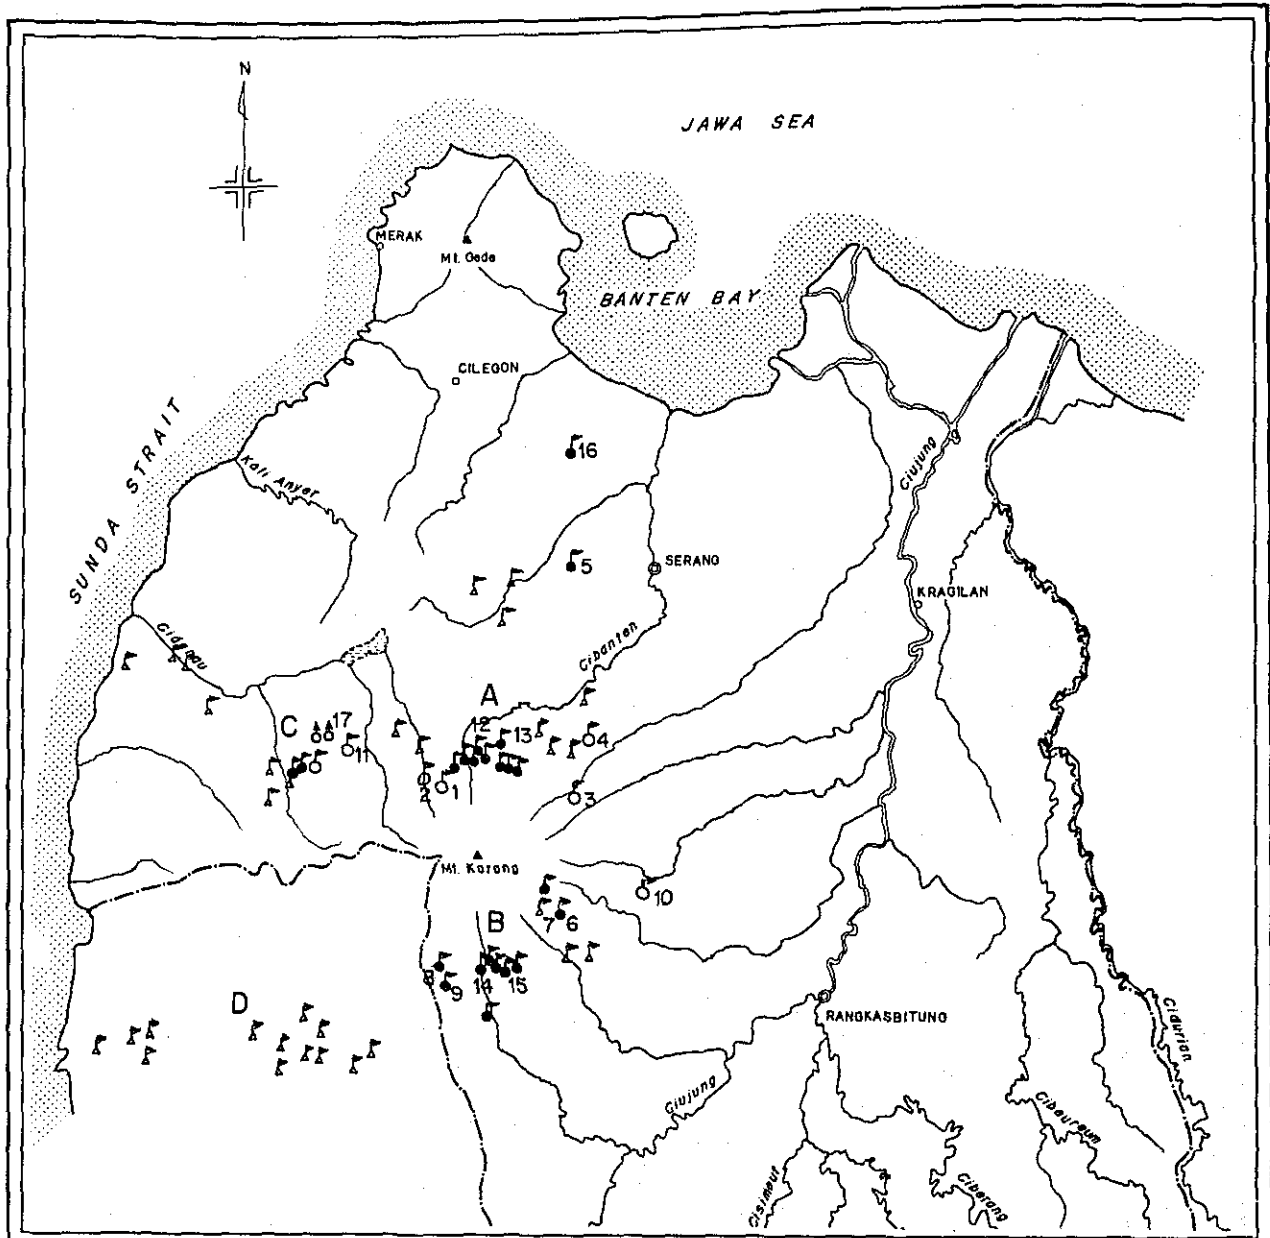 N
JAWA SEA
MERAK
Mt. Gede
BANTEN BAY
CILEGON
SUNDA STRAIT
Kali Anyer
16
Ciujung
5
SERANG
KRAGILAN
Cidanau
Cibanten
A
C
17
12
13
4
11
2
1
3
Mt. Karang
10
B
7
6
8
9
14
15
D
RANGKASBITUNG
Cidurian
Ciujung
Cibeureum
Cisimeut
Ciberang